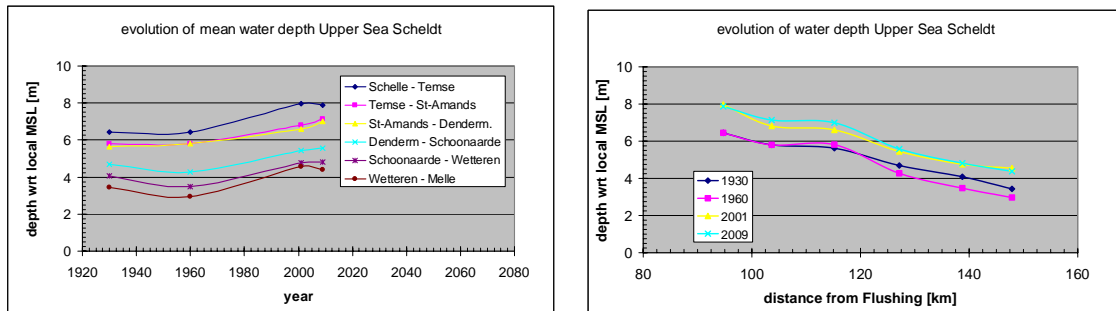 evolution of mean water depth Upper Sea Scheldt
depth wrt local MSL [m]
10
8
6
4
2
0
Schelle - Temse
Temse - St-Amands
St-Amands - Denderm.
Denderm - Schoonaarde
Schoonaarde - Wetteren
Wetteren - Melle
1920 1940 1960 1980 2000 2020 2040 2060 2080
year
evolution of water depth Upper Sea Scheldt
depth wrt local MSL [m]
10
8
6
4
2
0
1930
1960
2001
2009
80 100 120 140 160
distance from Flushing [km]